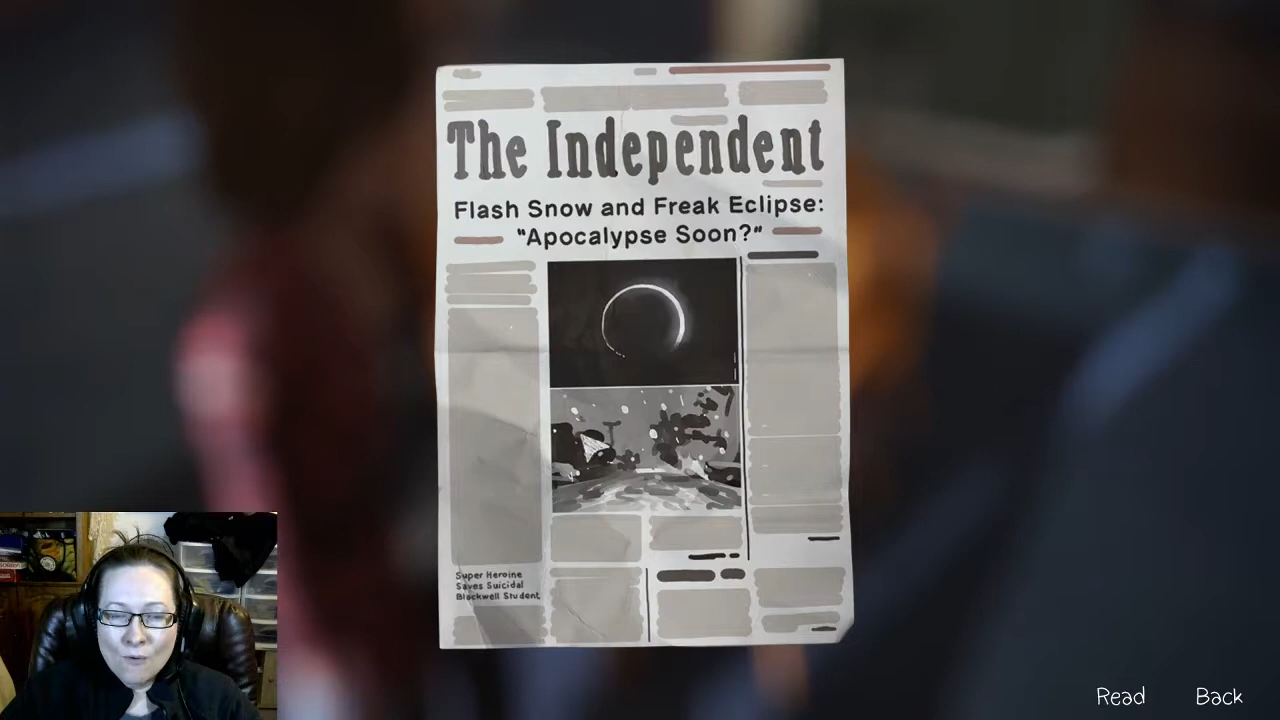 The Independent
Flash Snow and Freak Eclipse:
"Apocalypse Soon?"
Super Heroine
Saves Suicidal
Blackwell Student
Read
Back